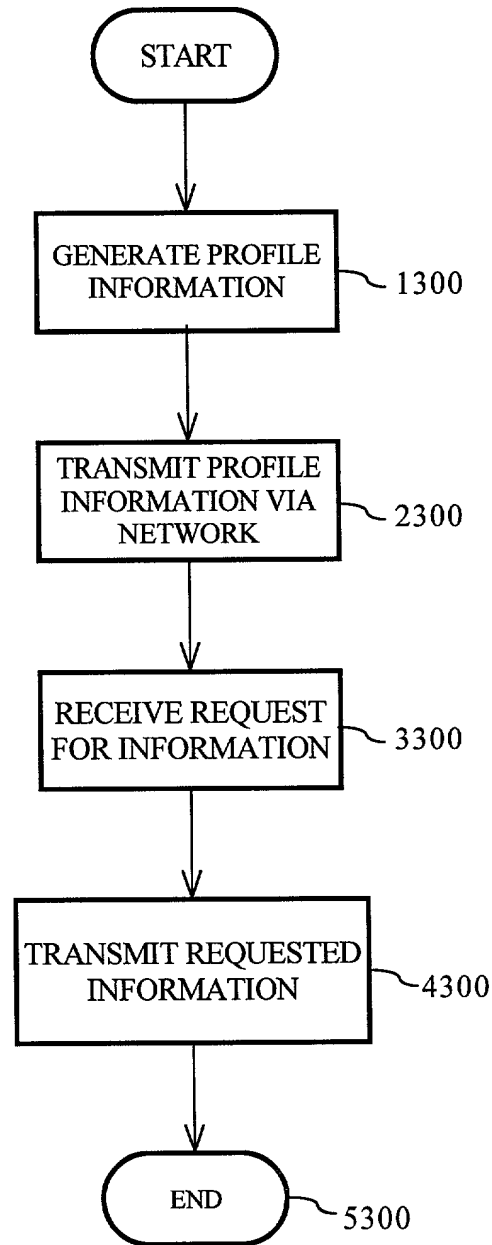 START
GENERATE PROFILE
INFORMATION
1300
TRANSMIT PROFILE
INFORMATION VIA
NETWORK
2300
RECEIVE REQUEST
FOR INFORMATION
3300
TRANSMIT REQUESTED
INFORMATION
4300
END
5300